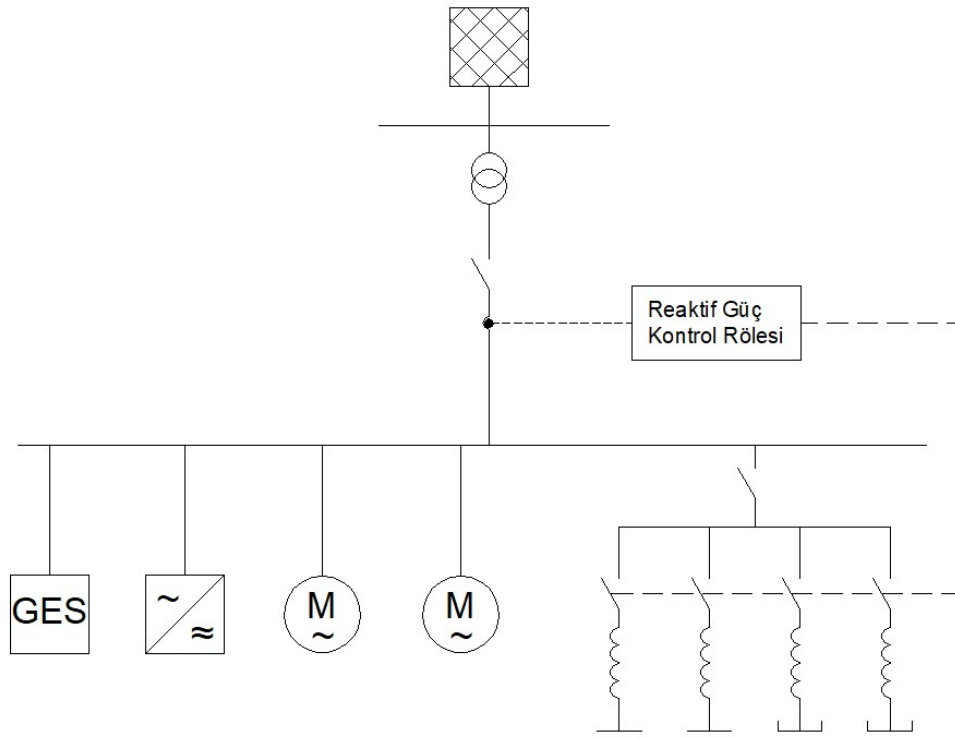 Reaktif Güç
Kontrol Rölesi
GES
~
≈
M
~
M
~